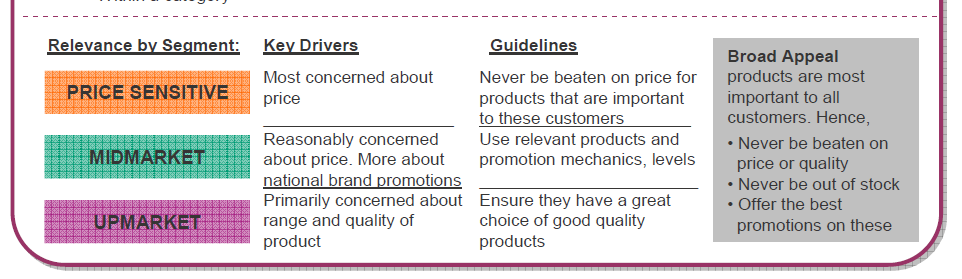 Within a category
Relevance by Segment:
Key Drivers
Guidelines
PRICE SENSITIVE
Most concerned about
price
Never be beaten on price for
products that are important
to these customers
MIDMARKET
Reasonably concerned
about price. More about
national brand promotions
Use relevant products and
promotion mechanics, levels
UPMARKET
Primarily concerned about
range and quality of
product
Ensure they have a great
choice of good quality
products
Broad Appeal
products are most
important to all
customers. Hence,
• Never be beaten on
price or quality
• Never be out of stock
• Offer the best
promotions on these